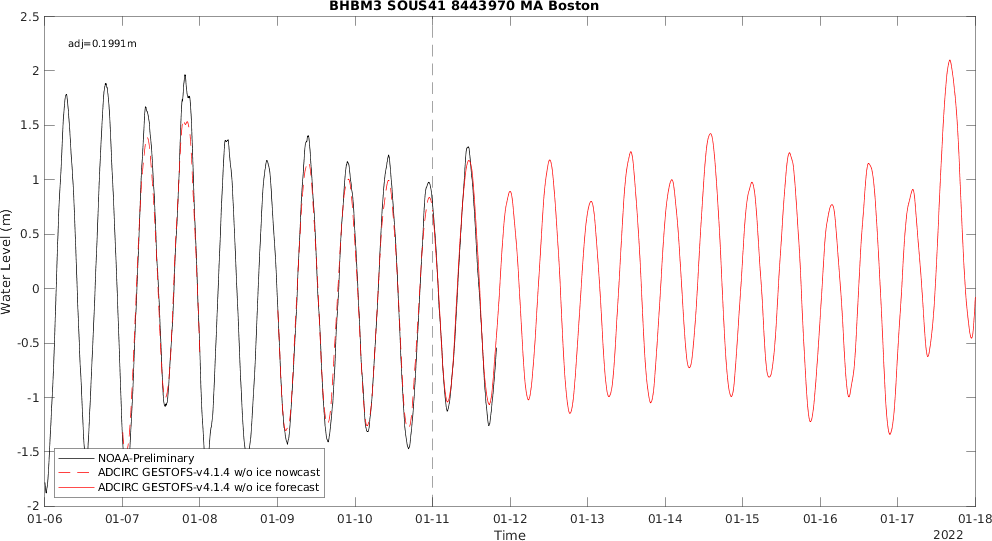 BHBM3 SOUS41 8443970 MA Boston
adj=0.1991m
Water Level (m)
2.5
2
1.5
1
0.5
0
-0.5
-1
-1.5
-2
NOAA-Preliminary
ADCIRC GESTOFS-v4.1.4 w/o ice nowcast
ADCIRC GESTOFS-v4.1.4 w/o ice forecast
01-06 01-07 01-08 01-09 01-10 01-11 01-12 01-13 01-14 01-15 01-16 01-17 01-18
Time
2022